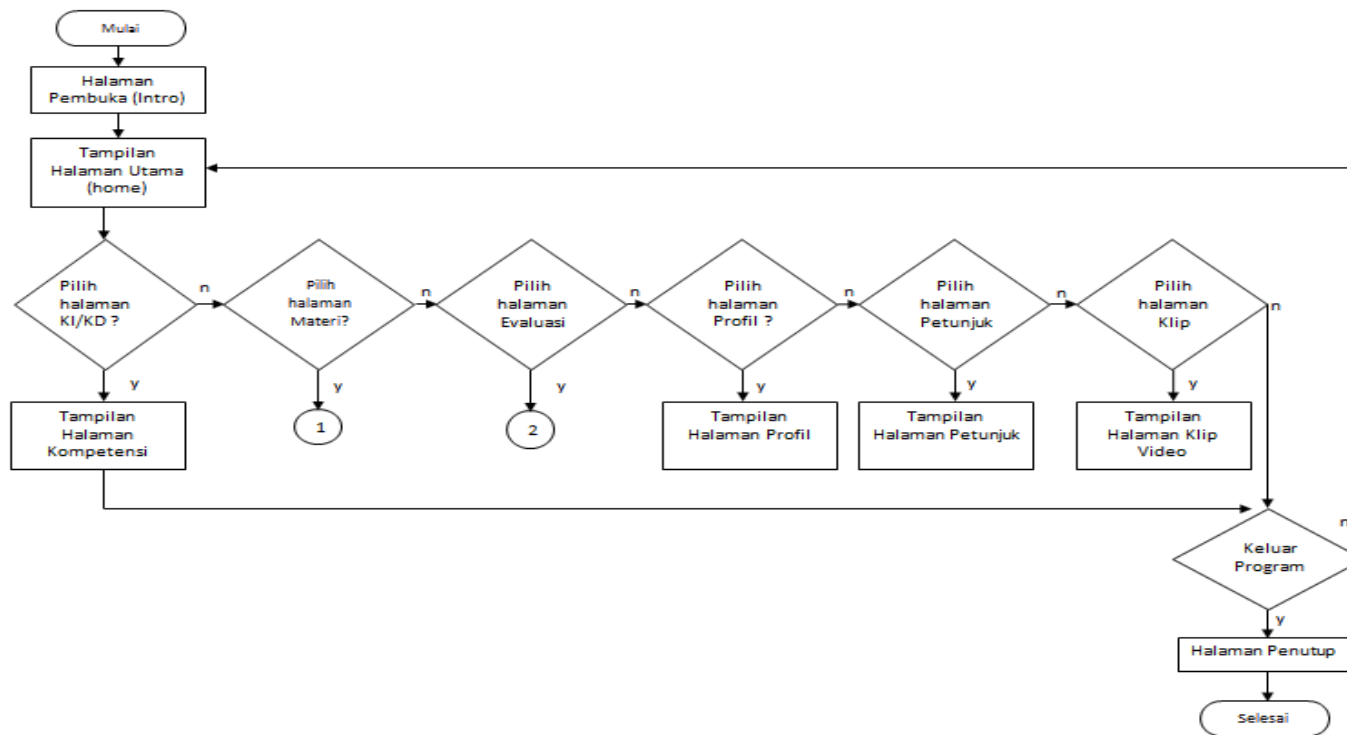 Mulai
Halaman
Pembuka (Intro)
Tampilan
Halaman Utama
(home)
Pilih
halaman
KI/KD ?
n
Pilih
halaman
Materi?
n
Pilih
halaman
Evaluasi
n
Pilih
halaman
Profil ?
n
Pilih
halaman
Petunjuk
n
Pilih
halaman
Klip
n
y
y
y
y
y
y
Tampilan
Halaman
Kompetensi
1
2
Tampilan
Halaman Profil
Tampilan
Halaman Petunjuk
Tampilan
Halaman Klip
Video
Keluar
Program
n
y
Halaman Penutup
Selesai